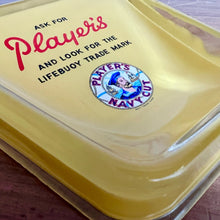 ASK FOR
Player's
AND LOOK FOR THE
LIFEBUOY TRADE MARK
PLAYER'S
NAVY CUT